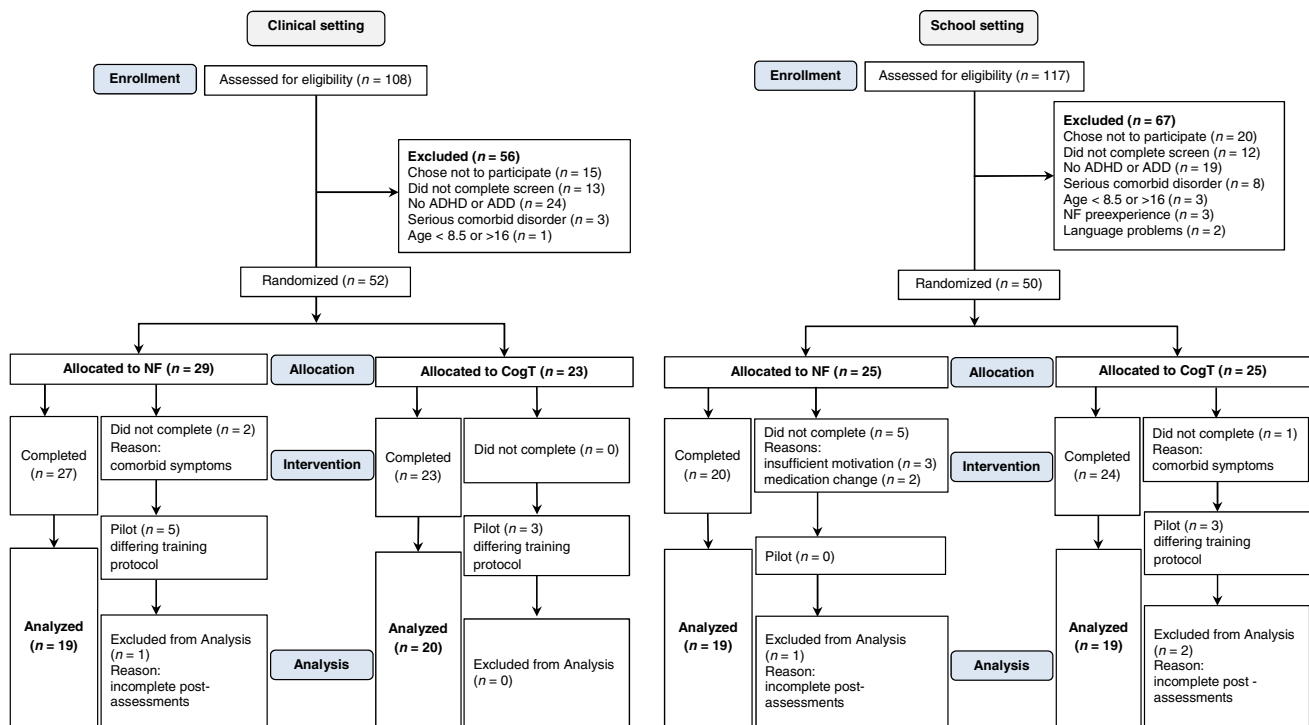 Clinical setting
Enrollment
Assessed for eligibility (n = 108)
Excluded (n = 56)
Chose not to participate (n = 15)
Did not complete screen (n = 13)
No ADHD or ADD (n = 24)
Serious comorbid disorder (n = 3)
Age < 8.5 or >16 (n = 1)
Randomized (n = 52)
Allocated to NF (n = 29)
Allocation
Allocated to CogT (n = 23)
Completed
(n = 27)
Did not complete (n = 2)
Reason:
comorbid symptoms
Intervention
Completed
(n = 23)
Did not complete (n = 0)
Pilot (n = 5)
differing training
protocol
Pilot (n = 3)
differing training
protocol
Analyzed
(n = 19)
Excluded from Analysis
(n = 1)
Reason:
incomplete post-
assessments
Analysis
Analyzed
(n = 20)
Excluded from Analysis
(n = 0)
School setting
Enrollment
Assessed for eligibility (n = 117)
Excluded (n = 67)
Chose not to participate (n = 20)
Did not complete screen (n = 12)
No ADHD or ADD (n = 19)
Serious comorbid disorder (n = 8)
Age < 8.5 or >16 (n = 3)
NF preexperience (n = 3)
Language problems (n = 2)
Randomized (n = 50)
Allocated to NF (n = 25)
Allocation
Allocated to CogT (n = 25)
Completed
(n = 20)
Did not complete (n = 5)
Reasons:
insufficient motivation (n = 3)
medication change (n = 2)
Intervention
Completed
(n = 24)
Did not complete (n = 1)
Reason:
comorbid symptoms
Pilot (n = 0)
Pilot (n = 3)
differing training
protocol
Analyzed
(n = 19)
Excluded from Analysis
(n = 1)
Reason:
incomplete post-
assessments
Analysis
Analyzed
(n = 19)
Excluded from Analysis
(n = 2)
Reason:
incomplete post -
assessments